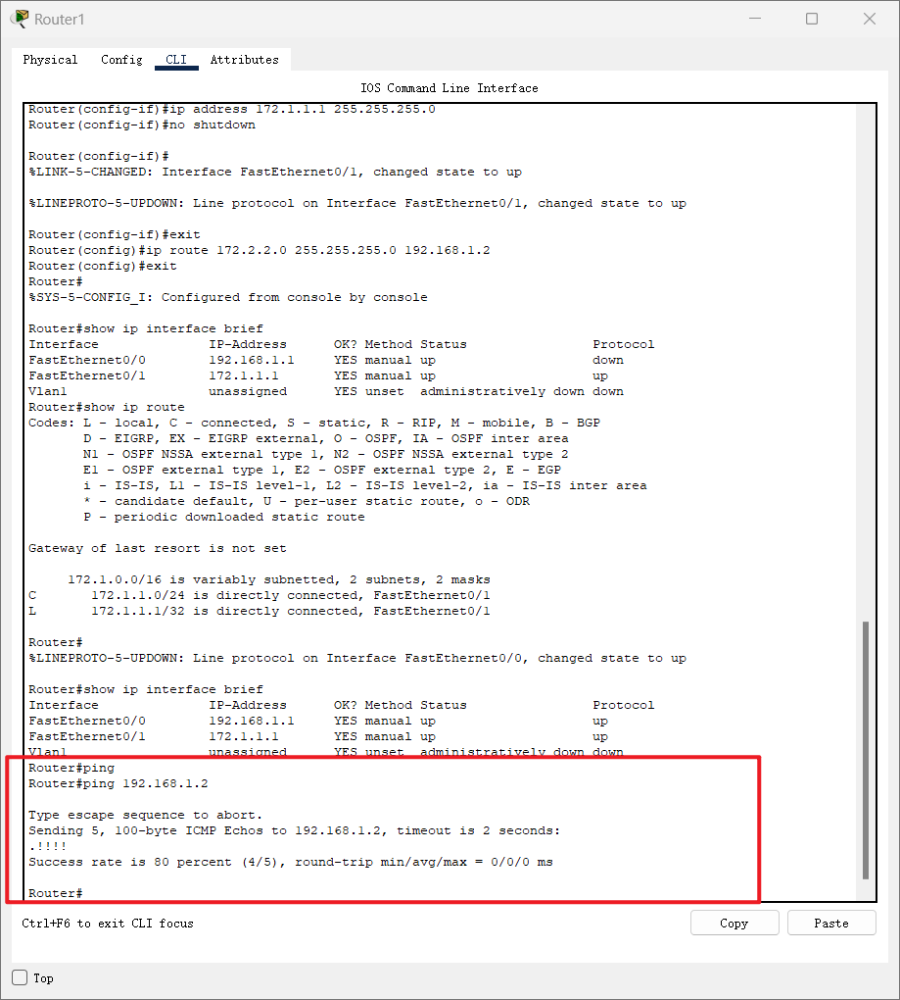 Router1
Physical Config CLI Attributes
IOS Command Line Interface
Router(config-if)#ip address 172.1.1.1 255.255.255.0
Router(config-if)#no shutdown
Router(config-if)#
%LINK-5-CHANGED: Interface FastEthernet0/1, changed state to up
%LINEPROTO-5-UPDOWN: Line protocol on Interface FastEthernet0/1, changed state to up
Router(config-if)#exit
Router(config)#ip route 172.2.2.0 255.255.255.0 192.168.1.2
Router(config)#exit
Router#
%SYS-5-CONFIG_I: Configured from console by console
Router#show ip interface brief
Interface IP-Address OK? Method Status Protocol
FastEthernet0/0 192.168.1.1 YES manual up down
FastEthernet0/1 172.1.1.1 YES manual up up
Vlan1 unassigned YES unset administratively down down
Router#show ip route
Codes: L - local, C - connected, S - static, R - RIP, M - mobile, B - BGP
D - EIGRP, EX - EIGRP external, O - OSPF, IA - OSPF inter area
N1 - OSPF NSSA external type 1, N2 - OSPF NSSA external type 2
E1 - OSPF external type 1, E2 - OSPF external type 2, E - EGP
i - IS-IS, L1 - IS-IS level-1, L2 - IS-IS level-2, ia - IS-IS inter area
* - candidate default, U - per-user static route, o - ODR
P - periodic downloaded static route
Gateway of last resort is not set
172.1.0.0/16 is variably subnetted, 2 subnets, 2 masks
C 172.1.1.0/24 is directly connected, FastEthernet0/1
L 172.1.1.1/32 is directly connected, FastEthernet0/1
Router#
%LINEPROTO-5-UPDOWN: Line protocol on Interface FastEthernet0/0, changed state to up
Router#show ip interface brief
Interface IP-Address OK? Method Status Protocol
FastEthernet0/0 192.168.1.1 YES manual up up
FastEthernet0/1 172.1.1.1 YES manual up up
Vlan1 unassigned YES unset administratively down down
Router#ping
Router#ping 192.168.1.2
Type escape sequence to abort.
Sending 5, 100-byte ICMP Echos to 192.168.1.2, timeout is 2 seconds:
.!!!!
Success rate is 80 percent (4/5), round-trip min/avg/max = 0/0/0 ms
Router#
Ctrl+F6 to exit CLI focus
Copy Paste
Top